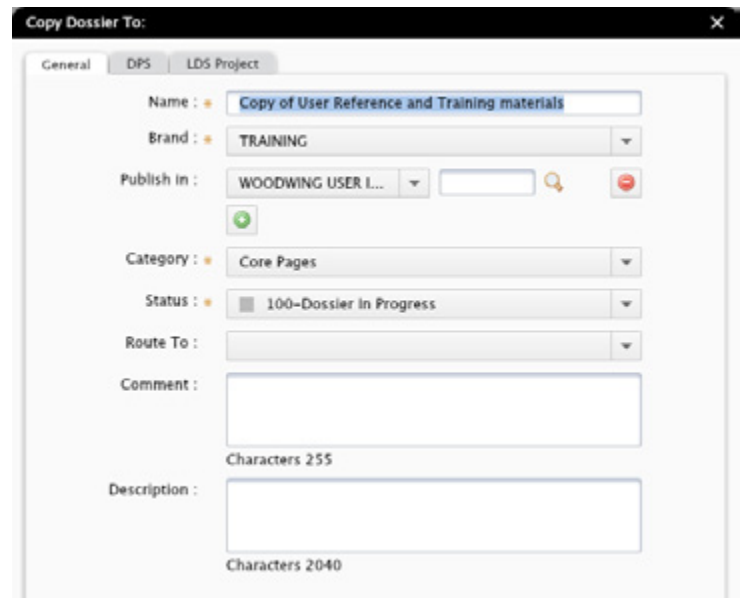 Copy Dossier To:
General DPS LDS Project
Name : * Copy of User Reference and Training materials
Brand : * TRAINING
Publish in : WOODWING USER I...
Category : * Core Pages
Status : * 100-Dossier In Progress
Route To :
Comment :
Characters 255
Description :
Characters 2040